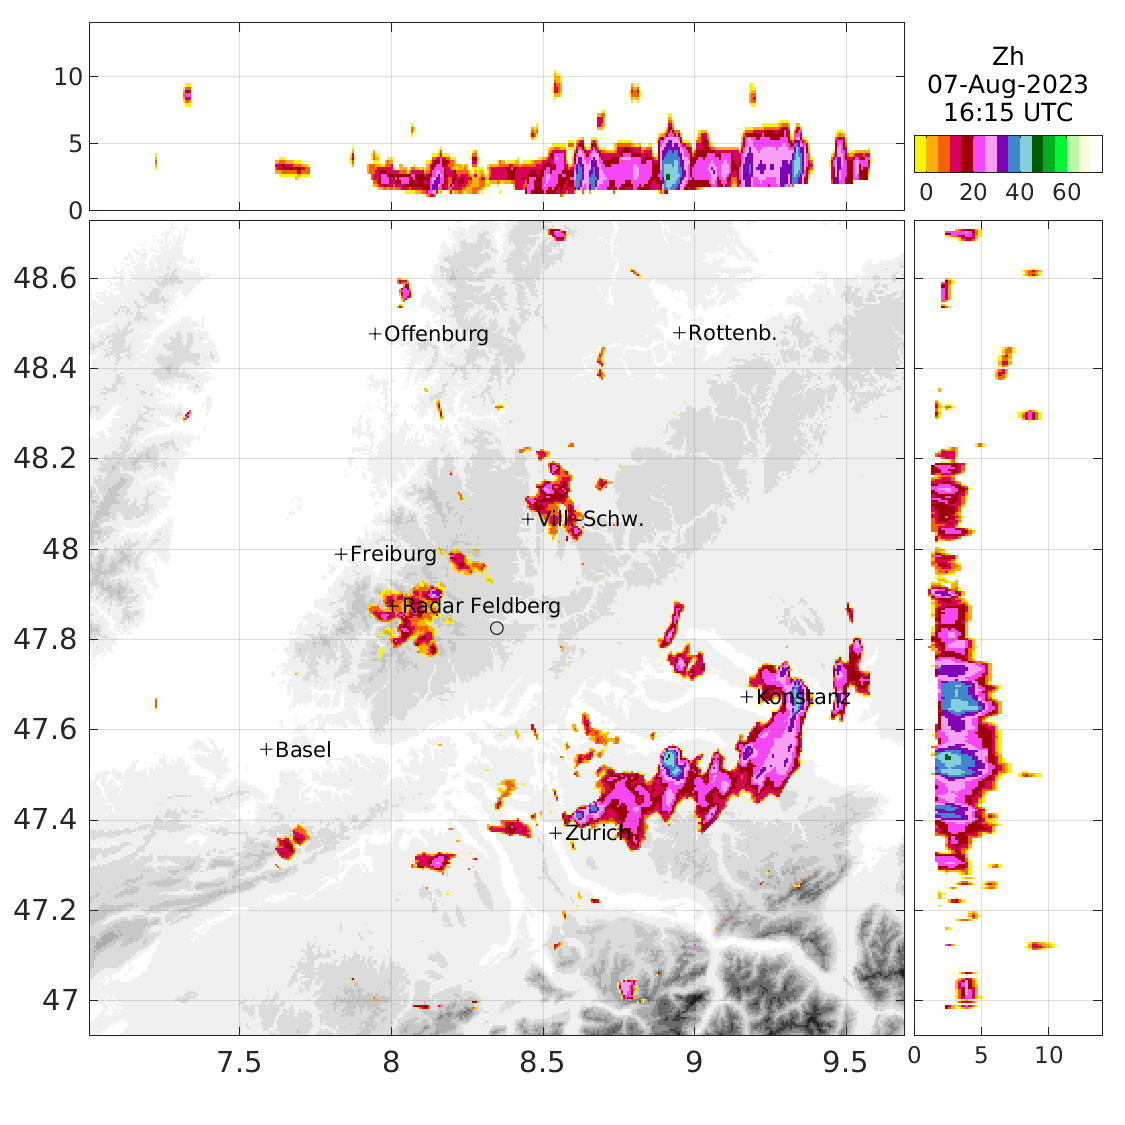 10
5
0
Zh
07-Aug-2023
16:15 UTC
0 20 40 60
48.6
48.4
48.2
48
47.8
47.6
47.4
47.2
47
Offenburg
Rottenb.
Vill.-Schw.
Freiburg
Radar Feldberg
Konstanz
Basel
Zürich
7.5 8 8.5 9 9.5
0 5 10